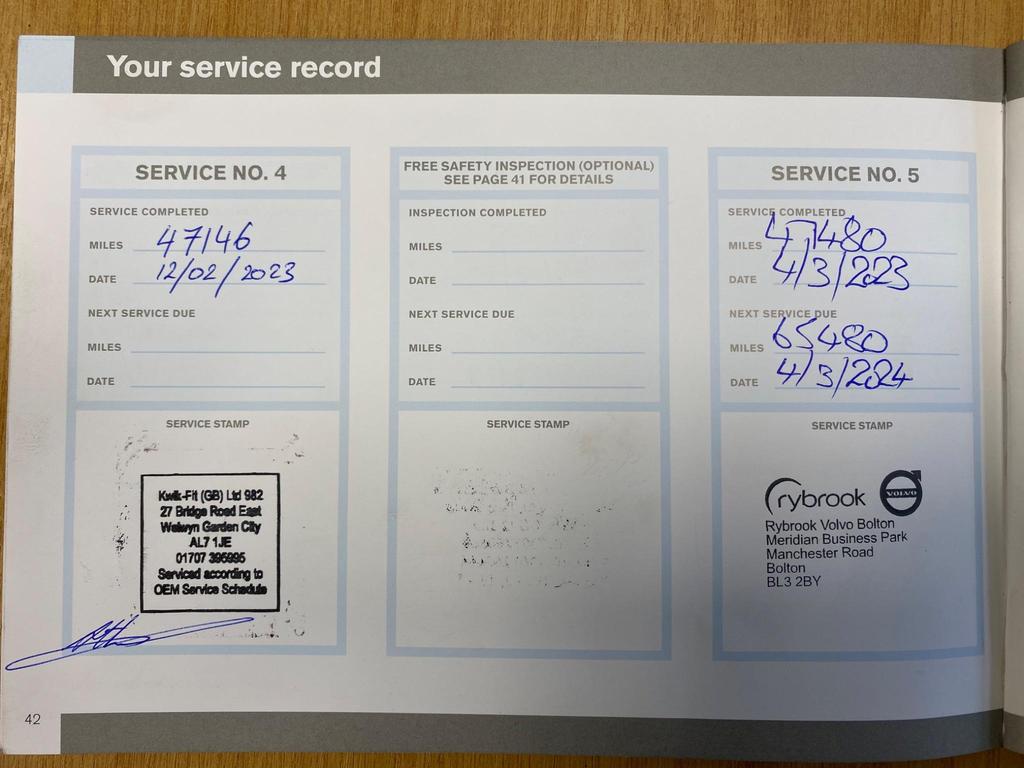 Your service record
SERVICE NO. 4
SERVICE COMPLETED
MILES 47146
DATE 12/02/2023
NEXT SERVICE DUE
MILES
DATE
SERVICE STAMP
Kwik-Fit (GB) Ltd 982
27 Bridge Road East
Welwyn Garden City
AL7 1JE
01707 395995
Serviced according to
OEM Service Schedule
FREE SAFETY INSPECTION (OPTIONAL)
SEE PAGE 41 FOR DETAILS
INSPECTION COMPLETED
MILES
DATE
NEXT SERVICE DUE
MILES
DATE
SERVICE STAMP
SERVICE NO. 5
SERVICE COMPLETED
MILES 47480
DATE 4/3/2023
NEXT SERVICE DUE
MILES 65480
DATE 4/3/2024
SERVICE STAMP
rybrook VOLVO
Rybrook Volvo Bolton
Meridian Business Park
Manchester Road
Bolton
BL3 2BY
42